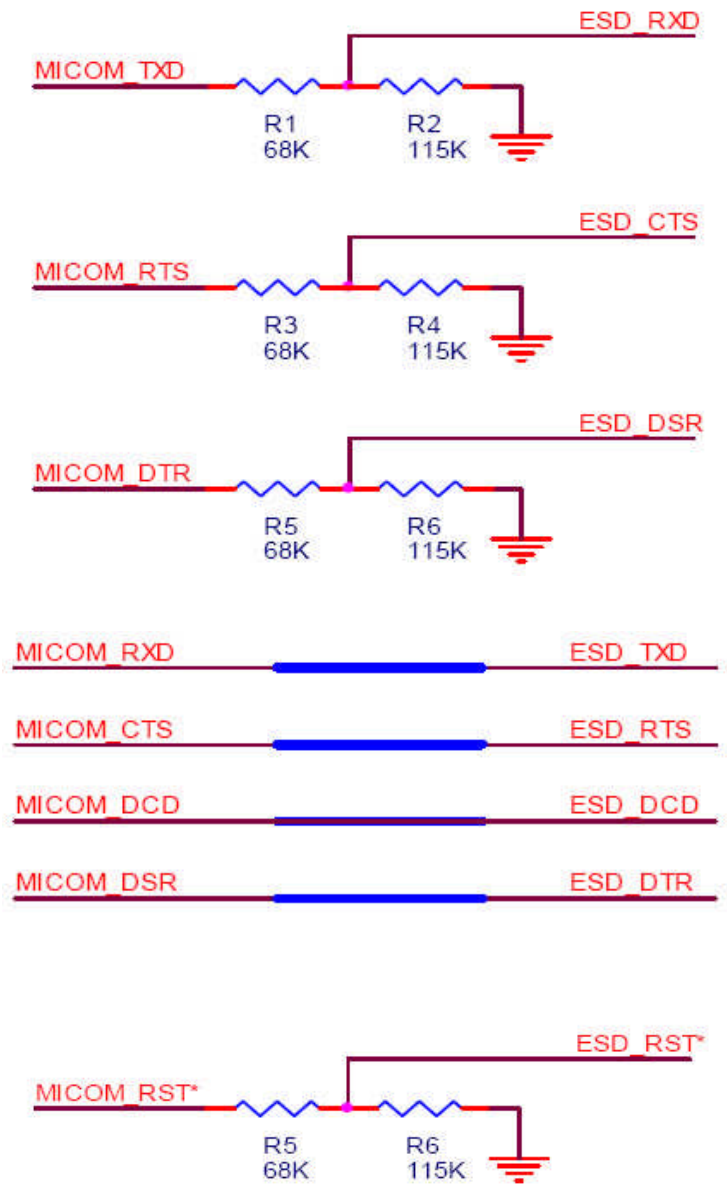 ESD_RXD
MICOM_TXD
R1 R2
68K 115K
ESD_CTS
MICOM_RTS
R3 R4
68K 115K
ESD_DSR
MICOM_DTR
R5 R6
68K 115K
MICOM_RXD ESD_TXD
MICOM_CTS ESD_RTS
MICOM_DCD ESD_DCD
MICOM_DSR ESD_DTR
ESD_RST*
MICOM_RST*
R5 R6
68K 115K